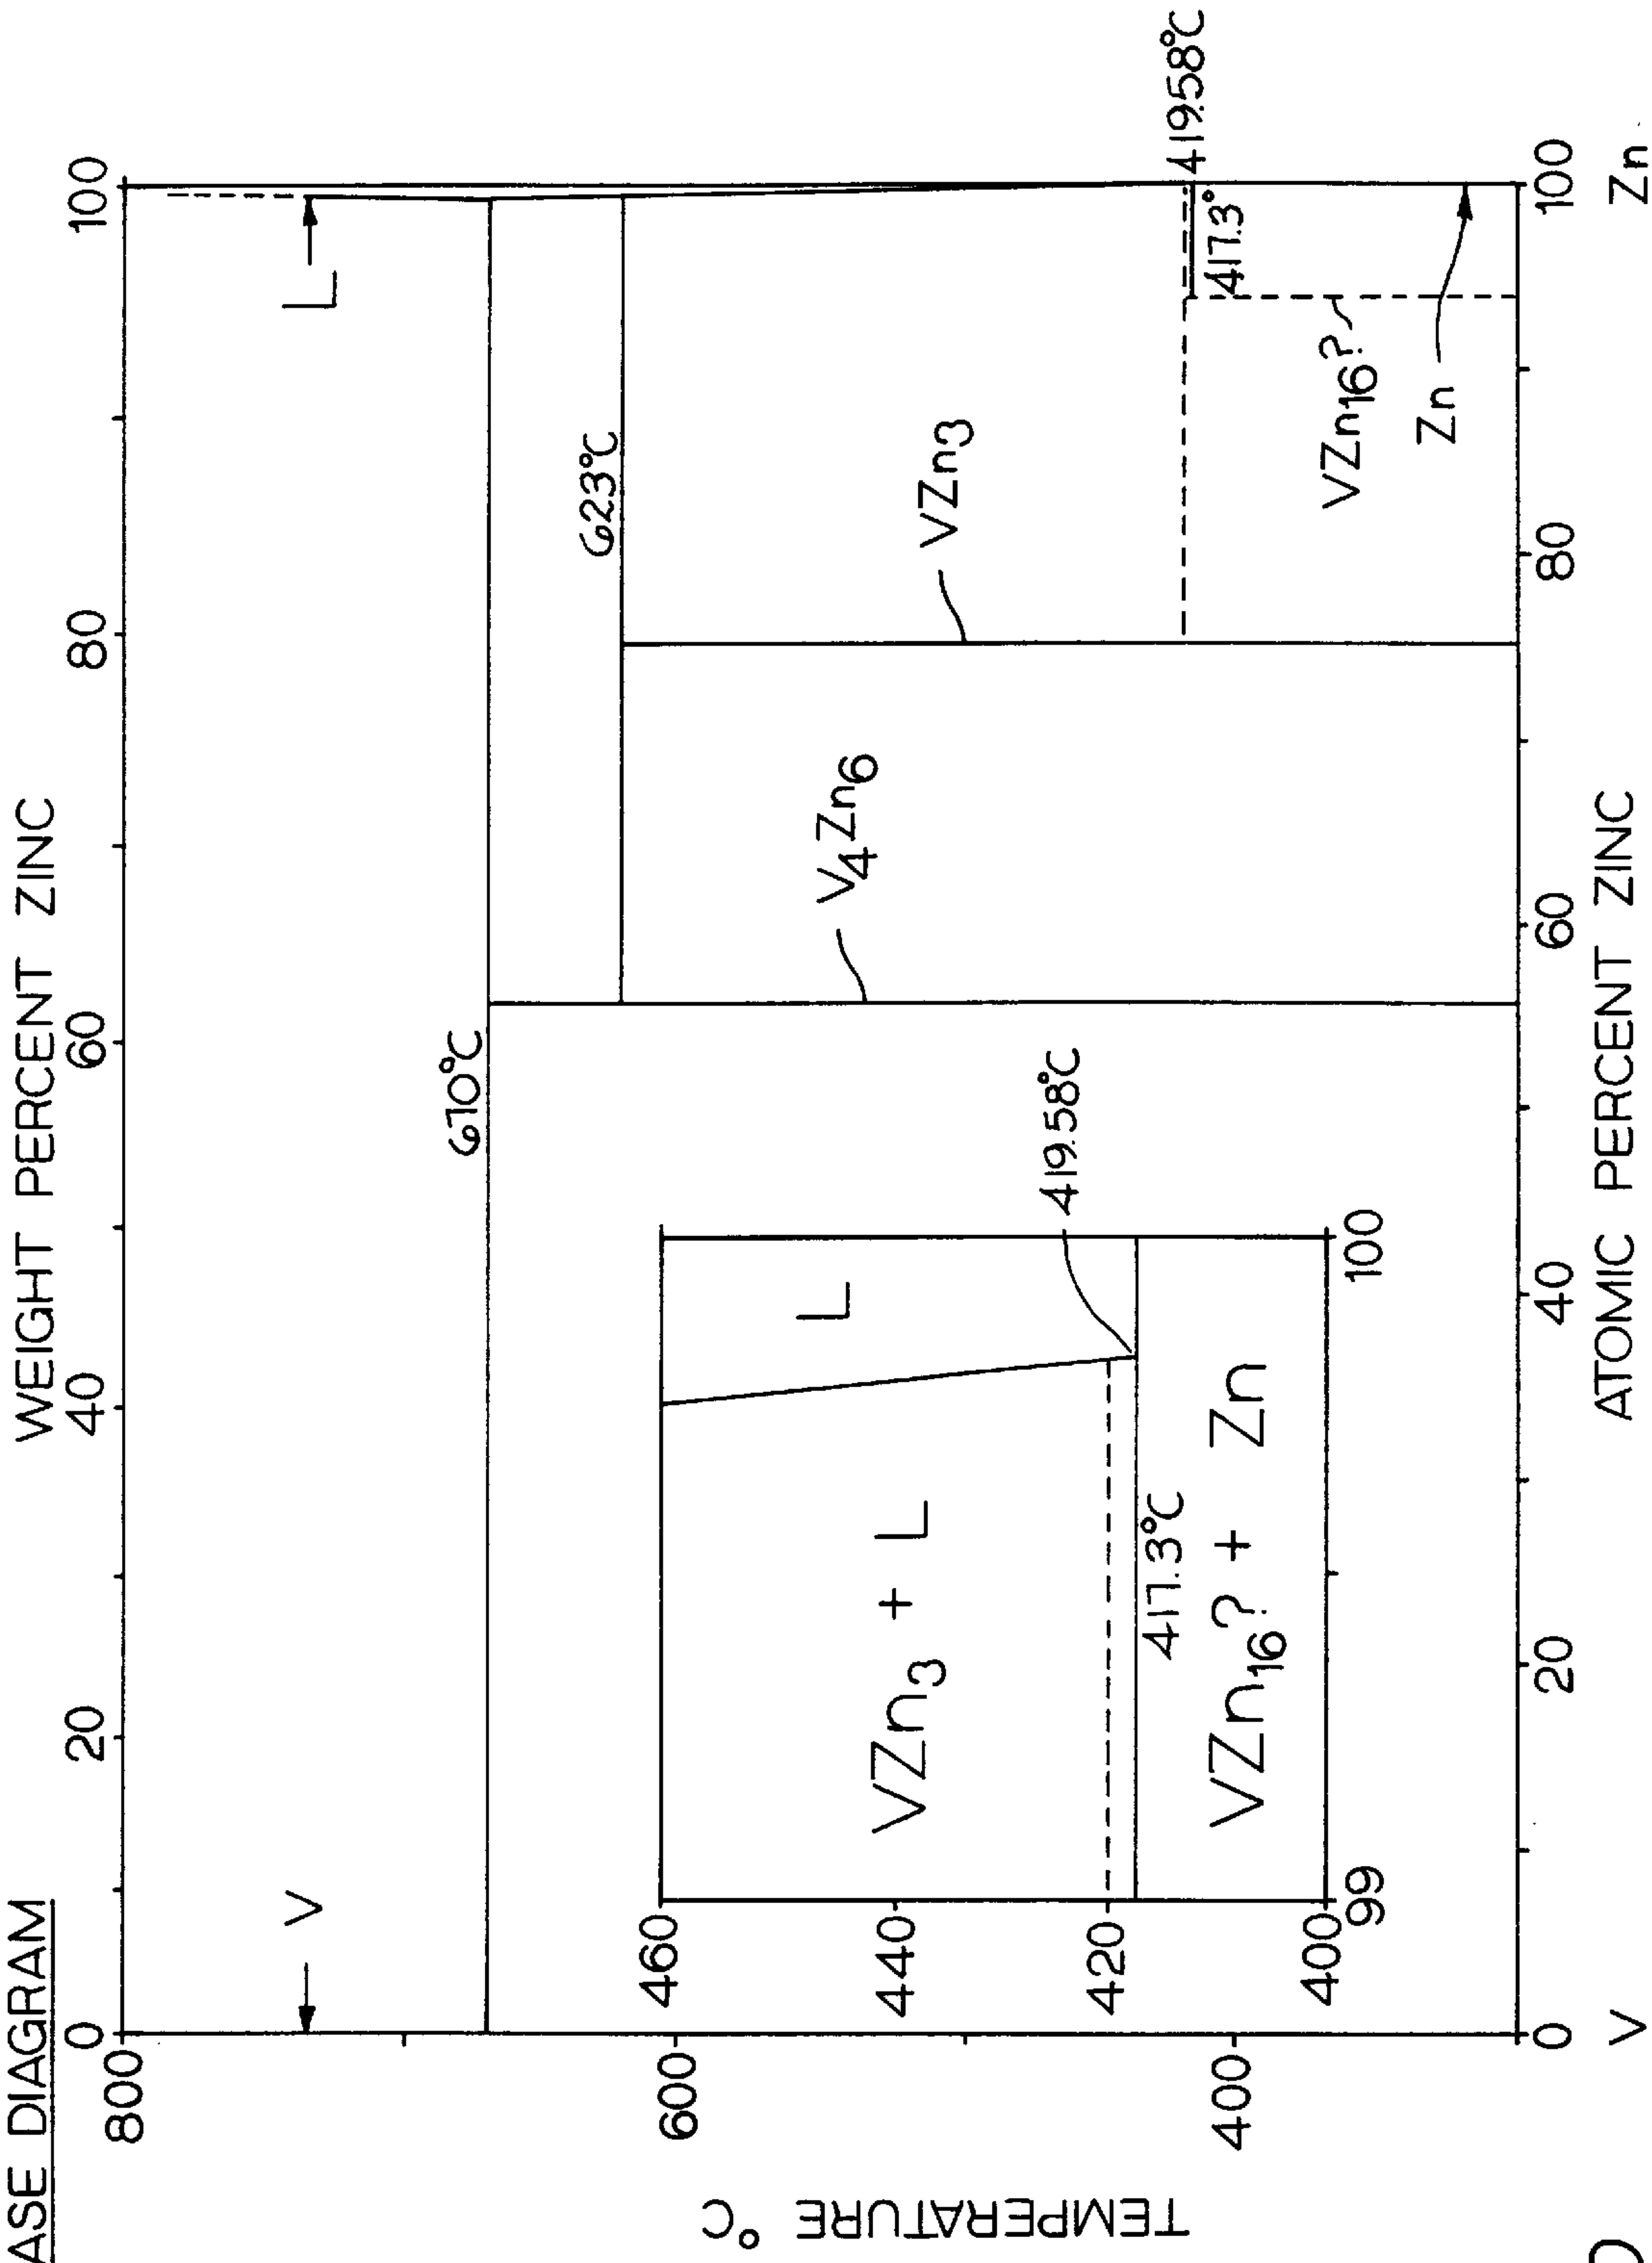 ASE DIAGRAM
WEIGHT PERCENT ZINC
0 20 40 60 80 100
800
600
400
TEMPERATURE °C
V
L
670°C
623°C
V4Zn6
VZn3
419.58°C
417.3°
VZn16?
Zn
460
440
420
400
VZn3 + L
L
419.58°C
417.3°C
VZn16? + Zn
99 100
0 20 40 60 80 100
V ATOMIC PERCENT ZINC Zn